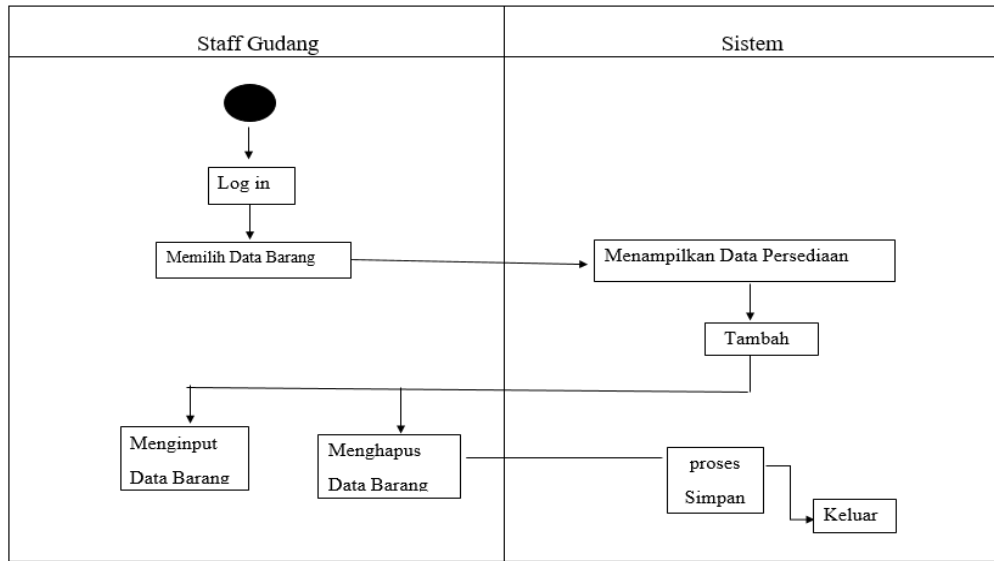 Staff Gudang
Sistem
Log in
Memilih Data Barang
Menampilkan Data Persediaan
Tambah
Menginput
Data Barang
Menghapus
Data Barang
proses
Simpan
Keluar